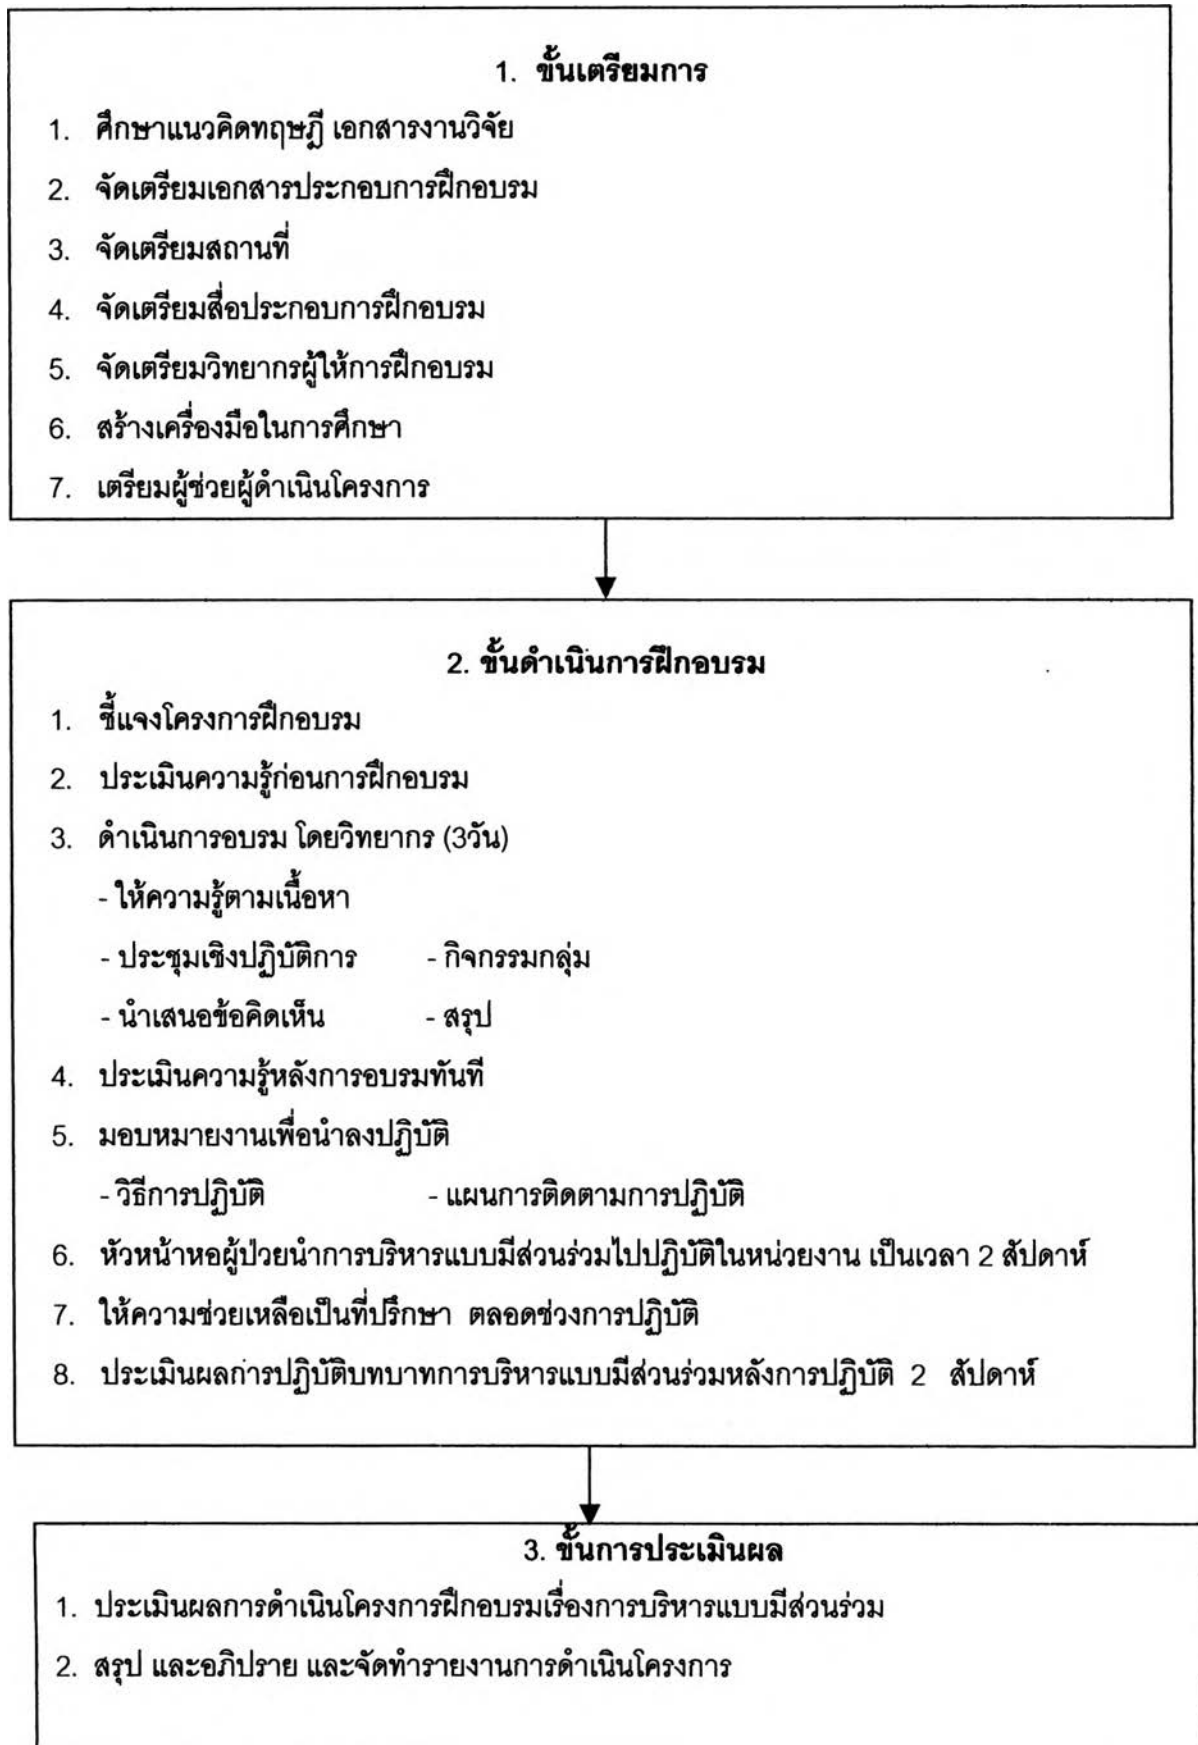 1. ขั้นเตรียมการ
1. ศึกษาแนวคิดทฤษฎี เอกสารงานวิจัย
2. จัดเตรียมเอกสารประกอบการฝึกอบรม
3. จัดเตรียมสถานที่
4. จัดเตรียมสื่อประกอบการฝึกอบรม
5. จัดเตรียมวิทยากรผู้ให้การฝึกอบรม
6. สร้างเครื่องมือในการศึกษา
7. เตรียมผู้ช่วยผู้ดำเนินโครงการ
2. ขั้นดำเนินการฝึกอบรม
1. ชี้แจงโครงการฝึกอบรม
2. ประเมินความรู้ก่อนการฝึกอบรม
3. ดำเนินการอบรม โดยวิทยากร (3วัน)
- ให้ความรู้ตามเนื้อหา
- ประชุมเชิงปฏิบัติการ - กิจกรรมกลุ่ม
- นำเสนอข้อคิดเห็น - สรุป
4. ประเมินความรู้หลังการอบรมทันที
5. มอบหมายงานเพื่อนำลงปฏิบัติ
- วิธีการปฏิบัติ - แผนการติดตามการปฏิบัติ
6. หัวหน้าหอผู้ป่วยนำการบริหารแบบมีส่วนร่วมไปปฏิบัติในหน่วยงาน เป็นเวลา 2 สัปดาห์
7. ให้ความช่วยเหลือเป็นที่ปรึกษา ตลอดช่วงการปฏิบัติ
8. ประเมินผลการปฏิบัติบทบาทการบริหารแบบมีส่วนร่วมหลังการปฏิบัติ 2 สัปดาห์
3. ขั้นการประเมินผล
1. ประเมินผลการดำเนินโครงการฝึกอบรมเรื่องการบริหารแบบมีส่วนร่วม
2. สรุป และอภิปราย และจัดทำรายงานการดำเนินโครงการ